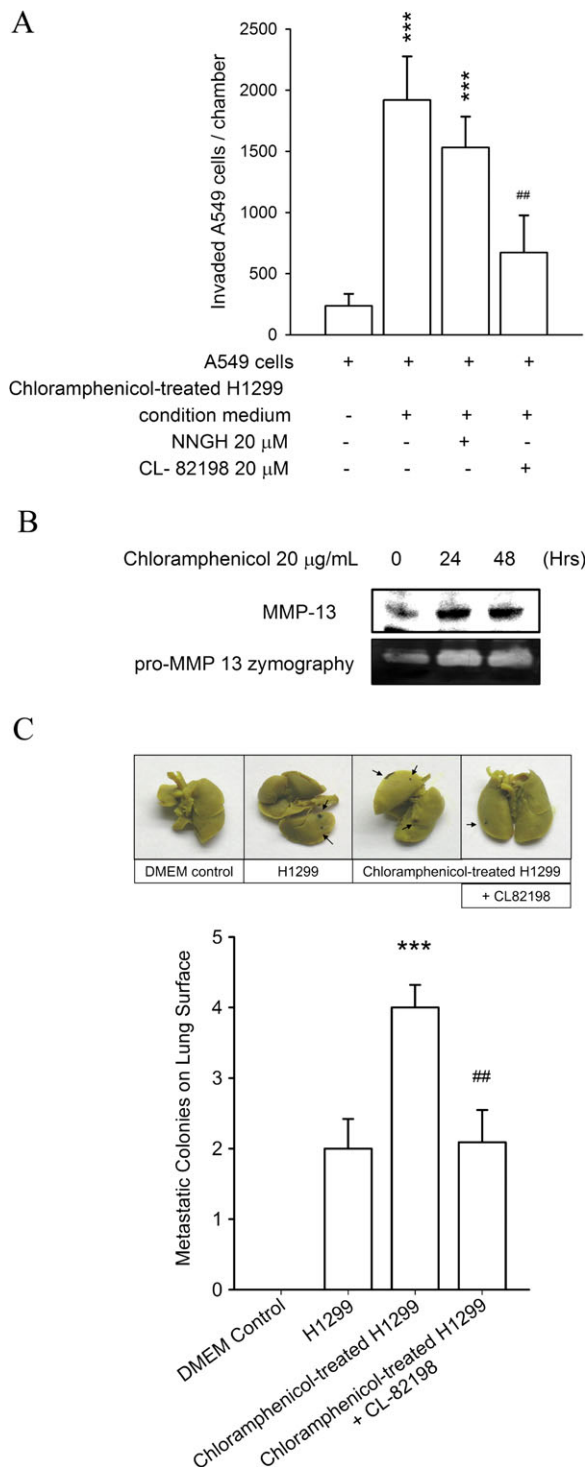 A
Invaded A549 cells / chamber
2500
2000
1500
1000
500
0
***
***
##
A549 cells + + + +
Chloramphenicol-treated H1299
condition medium - + + +
NNGH 20 μM - - + -
CL- 82198 20 μM - - - +
B
Chloramphenicol 20 μg/mL 0 24 48 (Hrs)
MMP-13
pro-MMP 13 zymography
C
DMEM control H1299 Chloramphenicol-treated H1299
+ CL82198
Metastatic Colonies on Lung Surface
5
4
3
2
1
0
***
##
DMEM Control
H1299
Chloramphenicol-treated H1299
Chloramphenicol-treated H1299
+ CL-82198